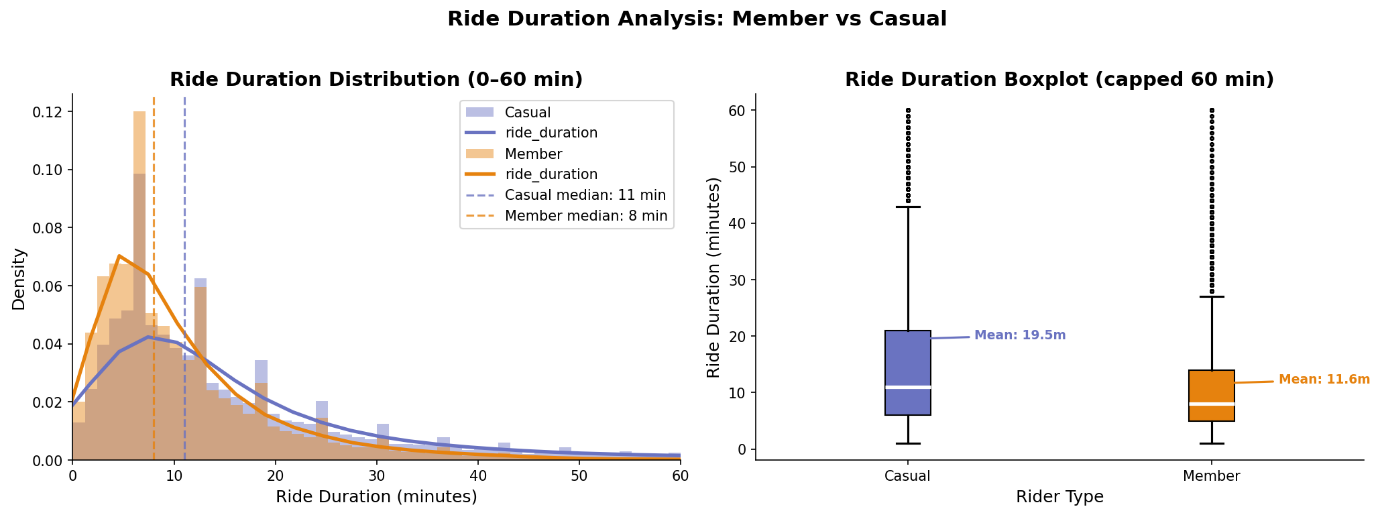 Ride Duration Analysis: Member vs Casual
Ride Duration Distribution (0–60 min)
Density
0.12
0.10
0.08
0.06
0.04
0.02
0.00
0 10 20 30 40 50 60
Ride Duration (minutes)
Casual
ride_duration
Member
ride_duration
Casual median: 11 min
Member median: 8 min
Ride Duration Boxplot (capped 60 min)
Ride Duration (minutes)
60
50
40
30
20
10
0
Mean: 19.5m
Mean: 11.6m
Casual Member
Rider Type